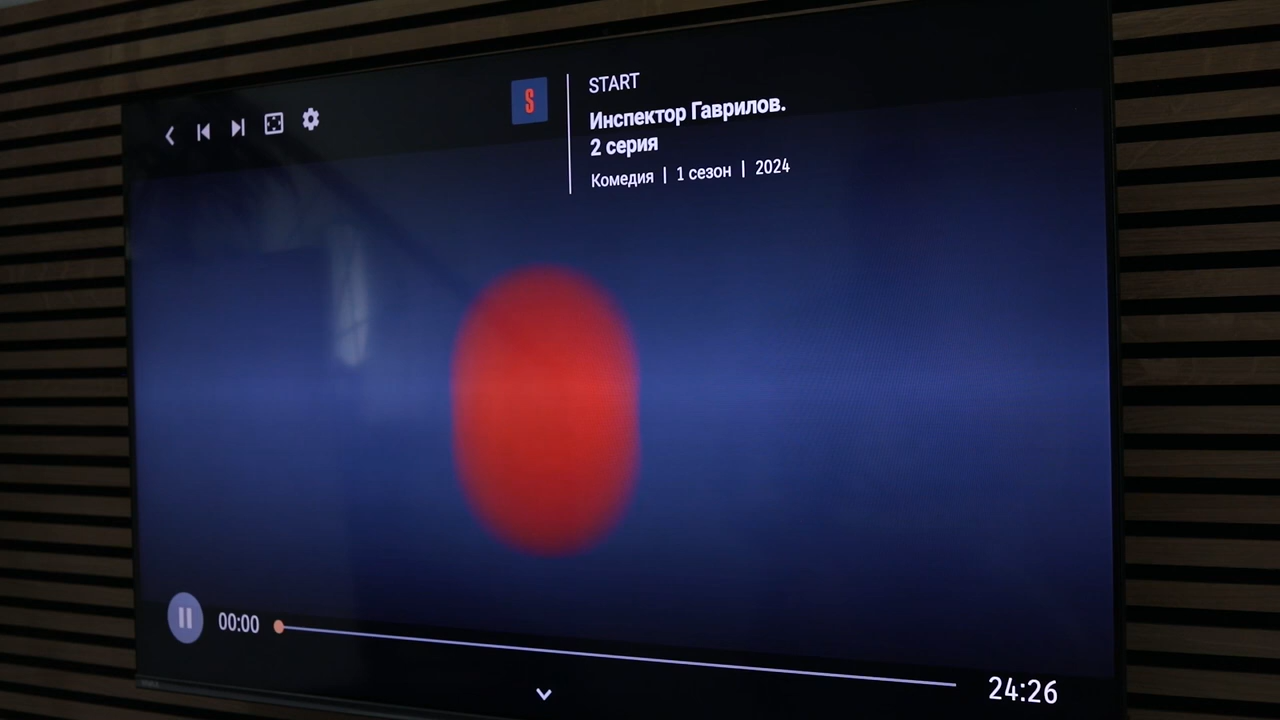 S
START
Инспектор Гаврилов.
2 серия
Комедия | 1 сезон | 2024
00:00
24:26